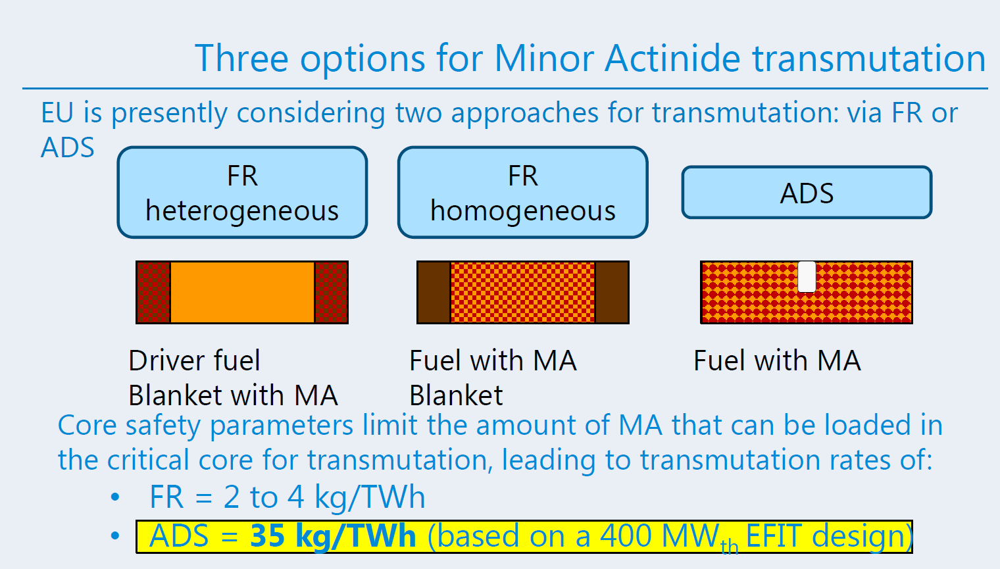 Three options for Minor Actinide transmutation
EU is presently considering two approaches for transmutation: via FR or
ADS
FR
heterogeneous
FR
homogeneous
ADS
Driver fuel
Blanket with MA
Fuel with MA
Blanket
Fuel with MA
Core safety parameters limit the amount of MA that can be loaded in
the critical core for transmutation, leading to transmutation rates of:
• FR = 2 to 4 kg/TWh
• ADS = 35 kg/TWh (based on a 400 MWth EFIT design)